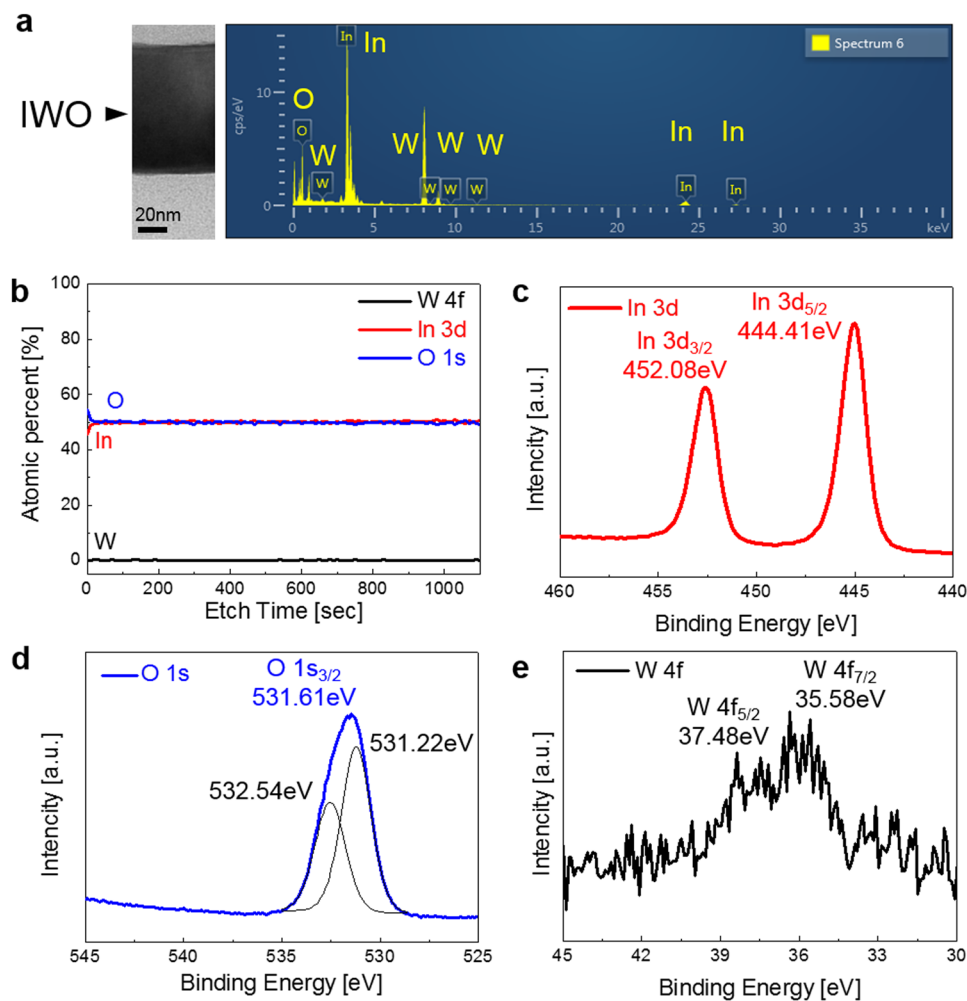 a
IWO
20nm
cps/eV
10
0
O
O
W
W
In
In
W
W
W
W
W
W
In
In
In
In
Spectrum 6
0
5
10
15
20
25
30
35
keV
b
Atomic percent [%]
100
80
60
40
20
0
W 4f
In 3d
O 1s
O
In
W
0
200
400
600
800
1000
Etch Time [sec]
c
In 3d
In 3d5/2
444.41eV
In 3d3/2
452.08eV
Intencity [a.u.]
460
455
450
445
440
Binding Energy [eV]
d
O 1s
O 1s3/2
531.61eV
531.22eV
532.54eV
Intencity [a.u.]
545
540
535
530
525
Binding Energy [eV]
e
W 4f
W 4f7/2
35.58eV
W 4f5/2
37.48eV
Intencity [a.u.]
45
42
39
36
33
30
Binding Energy [eV]